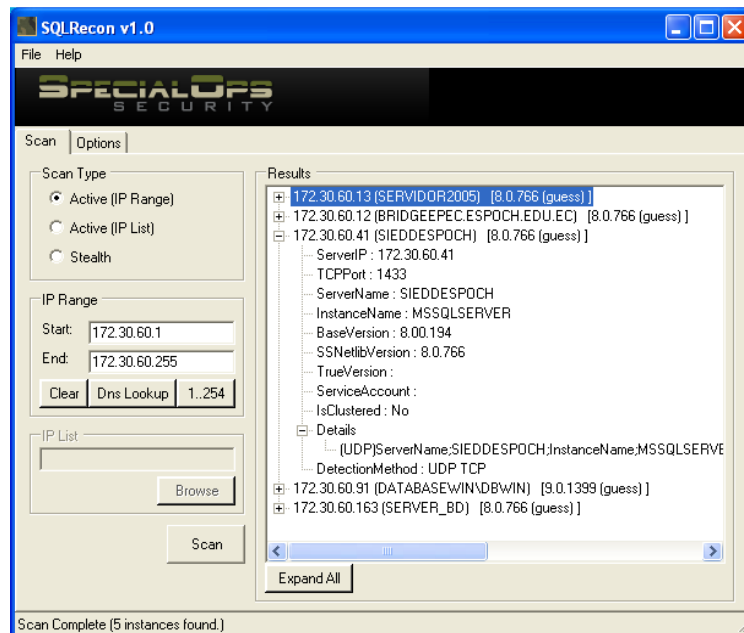 SQLRecon v1.0
File Help
SPECIALOPS
SECURITY
Scan Options
Scan Type
Active (IP Range)
Active (IP List)
Stealth
IP Range
Start: 172.30.60.1
End: 172.30.60.255
Clear Dns Lookup 1..254
IP List
Browse
Scan
Results
172.30.60.13 (SERVIDOR2005) [8.0.766 (guess) ]
172.30.60.12 (BRIDGEEPEC.ESPOCH.EDU.EC) [8.0.766 (guess) ]
172.30.60.41 (SIEDDESPOCH) [8.0.766 (guess) ]
ServerIP : 172.30.60.41
TCPPort : 1433
ServerName : SIEDDESPOCH
InstanceName : MSSQLSERVER
BaseVersion : 8.00.194
SSNetlibVersion : 8.0.766
TrueVersion :
ServiceAccount :
IsClustered : No
Details
(UDP)ServerName;SIEDDESPOCH;InstanceName;MSSQLSERVE
DetectionMethod : UDP TCP
172.30.60.91 (DATABASEWIN\DBWIN) [9.0.1399 (guess) ]
172.30.60.163 (SERVER_BD) [8.0.766 (guess) ]
Expand All
Scan Complete (5 instances found.)